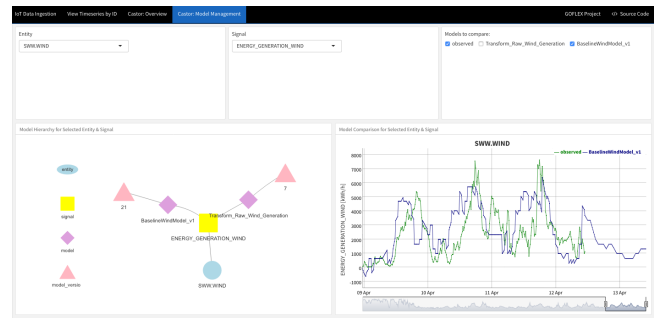 IoT Data Ingestion View Timeseries by ID Castor: Overview Castor: Model Management GOFLEX Project </> Source Code
Entity
SWW.WIND
Signal
ENERGY_GENERATION_WIND
Models to compare:
observed Transform_Raw_Wind_Generation BaselineWindModel_v1
Model Hierarchy for Selected Entity & Signal
entity
signal
model
model_versio
21
7
BaselineWindModel_v1
Transform_Raw_Wind_Generation
ENERGY_GENERATION_WIND
SWW.WIND
Model Comparison for Selected Entity & Signal
SWW.WIND
observed BaselineWindModel_v1
ENERGY_GENERATION_WIND [kWh/h]
8000
7000
6000
5000
4000
3000
2000
1000
0
-1000
09 Apr 10 Apr 11 Apr 12 Apr 13 Apr